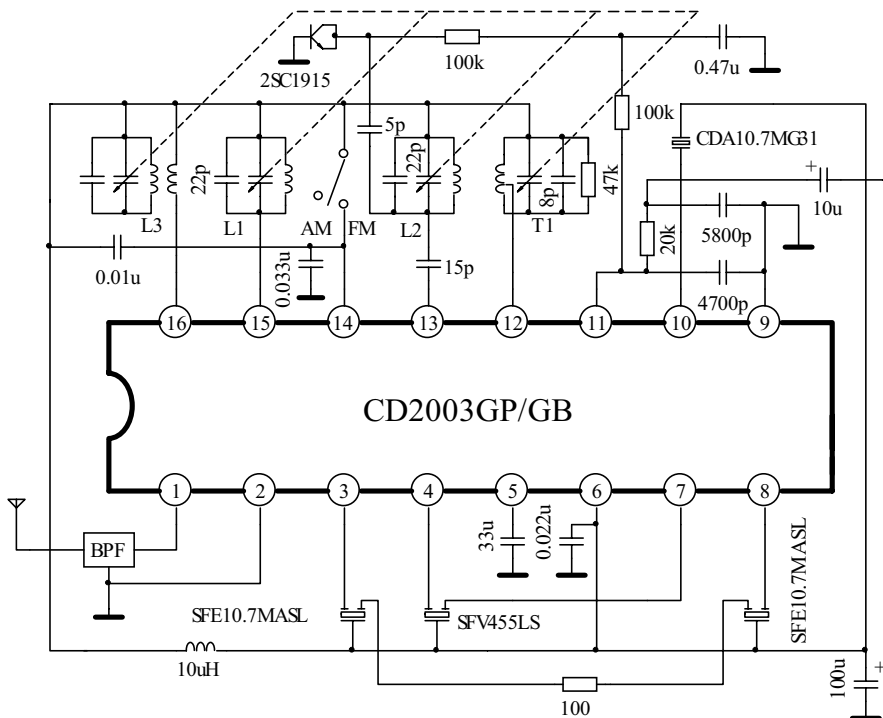 2SC1915
100k
0.47u
100k
5p
CDA10.7MG31
+
22p
22p
8p
47k
10u
L3
L1
AM
FM
L2
T1
20k
5800p
0.01u
0.033u
15p
4700p
16
15
14
13
12
11
10
9
CD2003GP/GB
1
2
3
4
5
6
7
8
BPF
33u
0.022u
SFE10.7MASL
SFV455LS
SFE10.7MASL
10uH
100
100u
+